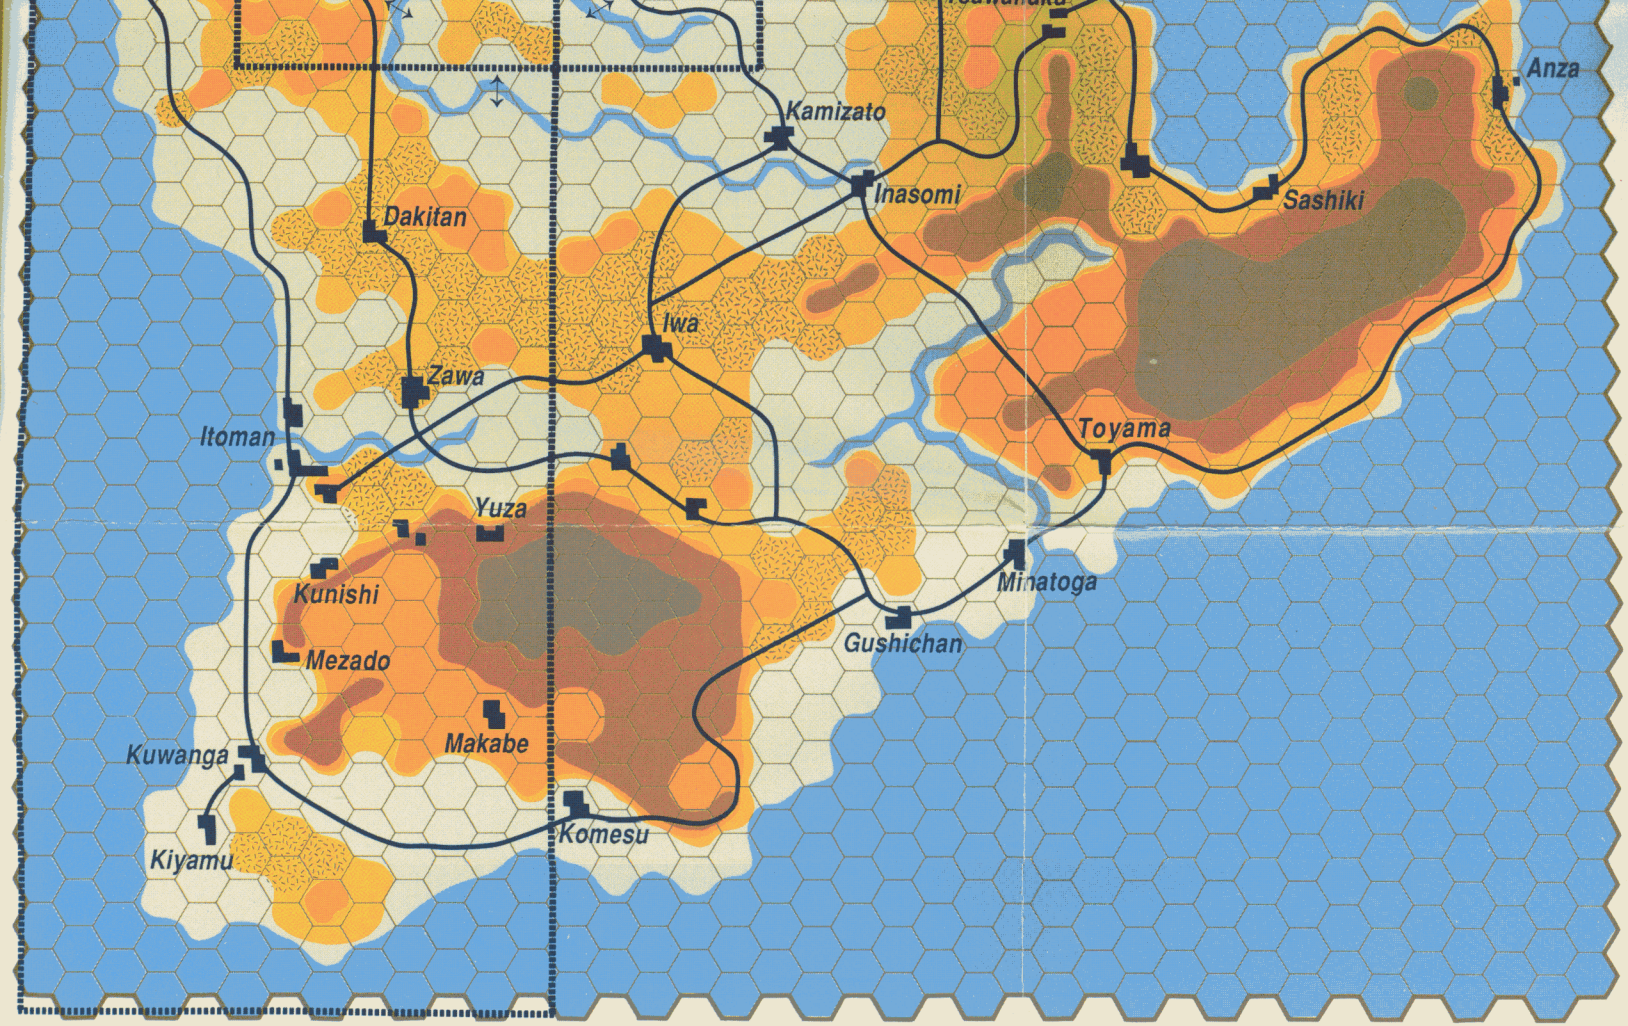 Anza
Kamizato
Inasomi
Sashiki
Dakitan
Iwa
Zawa
Itoman
Toyama
Yuza
Kunishi
Minatoga
Gushichan
Mezado
Makabe
Kuwanga
Komesu
Kiyamu